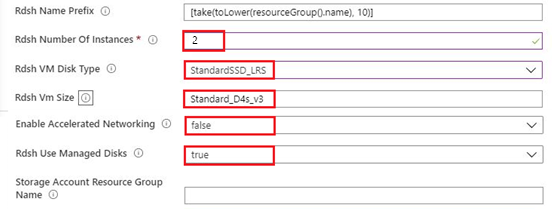 Rdsh Name Prefix [take(toLower(resourceGroup().name), 10)]
Rdsh Number Of Instances * 2
Rdsh VM Disk Type StandardSSD_LRS
Rdsh Vm Size Standard_D4s_v3
Enable Accelerated Networking false
Rdsh Use Managed Disks true
Storage Account Resource Group
Name